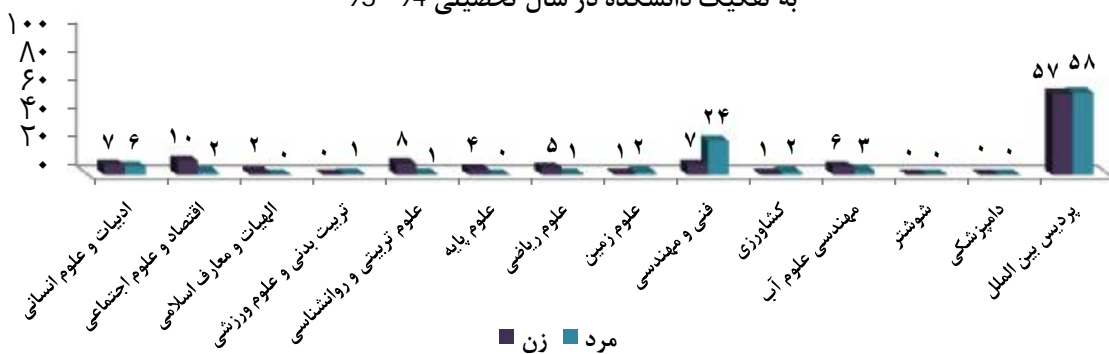 به تفکیک دانشکده در سال تحصیلی 94 - 93
۱۰۰
۸۰
۶۰
۴۰
۲۰
۰
۷ ۶ ۱۰ ۲ ۲ ۰ ۰ ۱ ۸ ۱ ۴ ۰ ۵ ۱ ۱ ۲ ۷ ۲۴ ۱ ۲ ۶ ۳ ۰ ۰ ۰ ۰ ۵۷ ۵۸
ادبیات و علوم انسانی
اقتصاد و علوم اجتماعی
الهیات و معارف اسلامی
تربیت بدنی و علوم ورزشی
علوم تربیتی و روانشناسی
علوم پایه
علوم ریاضی
علوم زمین
فنی و مهندسی
کشاورزی
مهندسی علوم آب
شوشتر
دامپزشکی
پردیس بین الملل
مرد زن